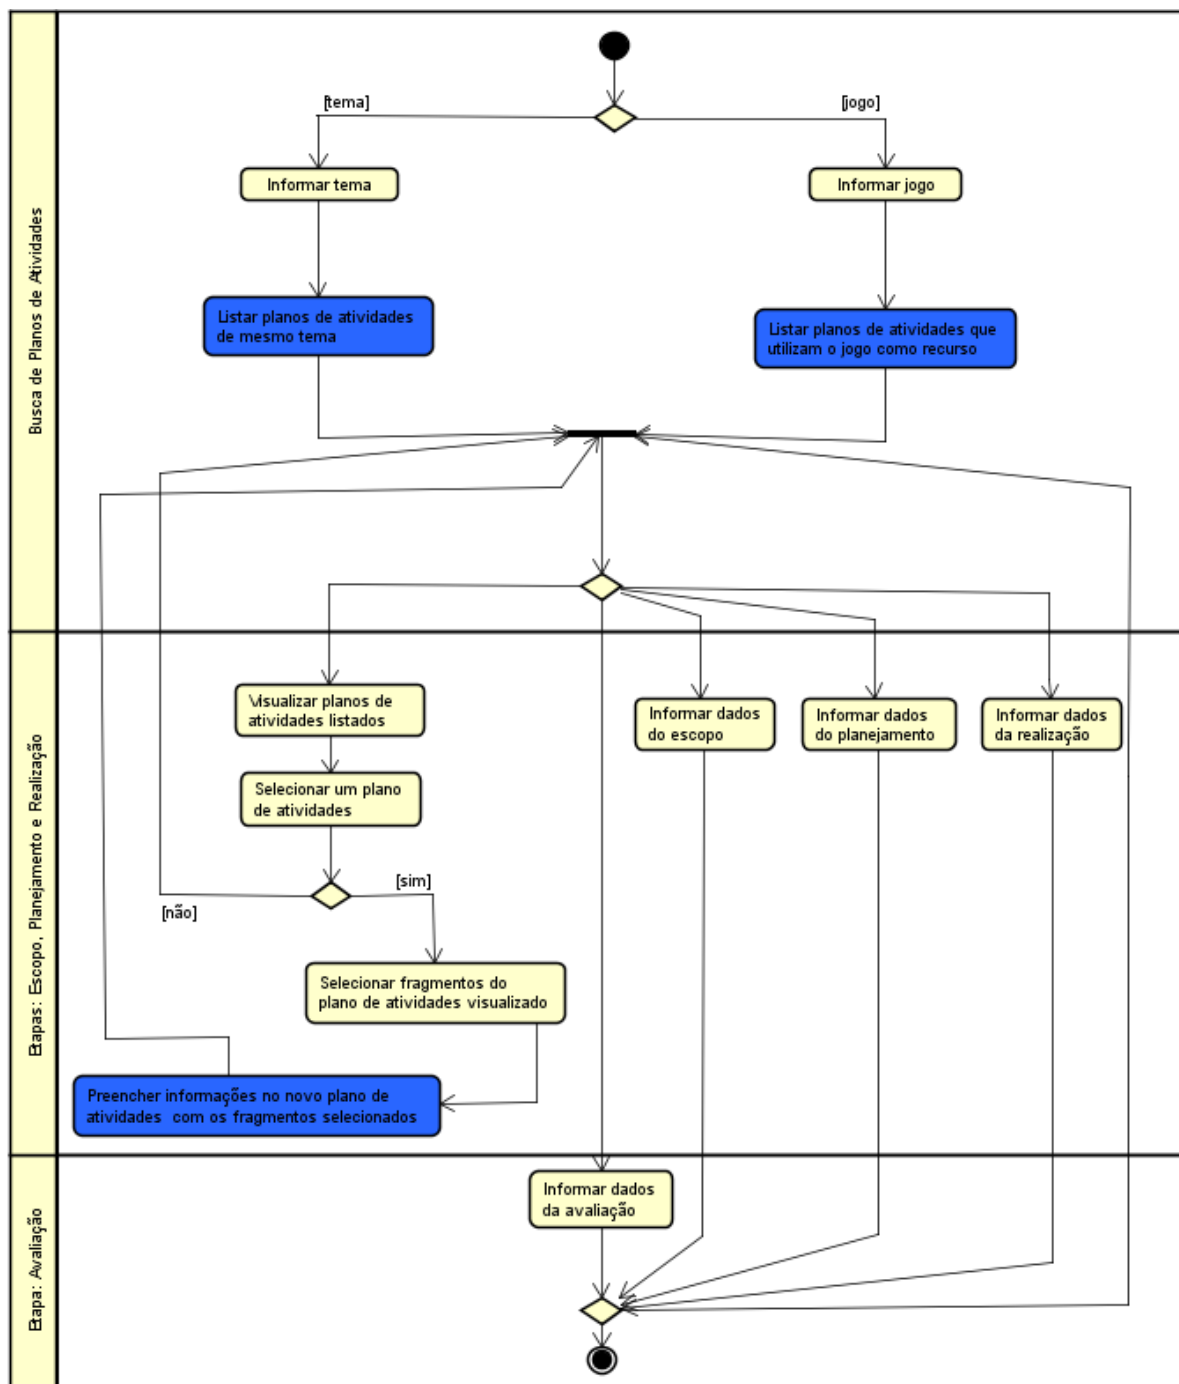 Busca de Planos de Atividades
[tema]
[jogo]
Informar tema
Informar jogo
Listar planos de atividades
de mesmo tema
Listar planos de atividades que
utilizam o jogo como recurso
Etapas: Escopo, Planejamento e Realização
Visualizar planos de
atividades listados
Informar dados
do escopo
Informar dados
do planejamento
Informar dados
da realização
Selecionar um plano
de atividades
[sim]
[não]
Selecionar fragmentos do
plano de atividades visualizado
Preencher informações no novo plano de
atividades com os fragmentos selecionados
Etapa: Avaliação
Informar dados
da avaliação